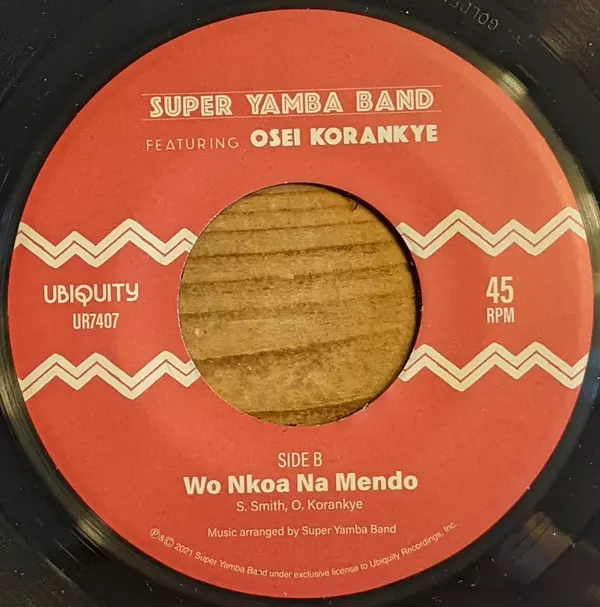 SUPER YAMBA BAND
FEATURING OSEI KORANKYE
UBIQUITY
UR7407
45
RPM
SIDE B
Wo Nkoa Na Mendo
S. Smith, O. Korankye
Music arranged by Super Yamba Band
℗&© 2021 Super Yamba Band under exclusive license to Ubiquity Recordings, Inc.